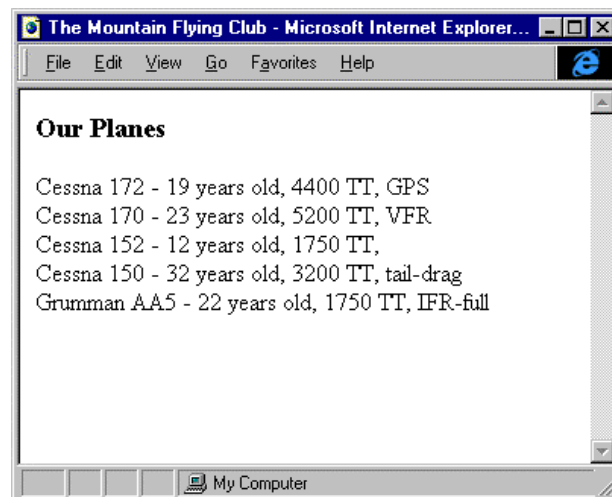 The Mountain Flying Club - Microsoft Internet Explorer...
File Edit View Go Favorites Help
Our Planes
Cessna 172 - 19 years old, 4400 TT, GPS
Cessna 170 - 23 years old, 5200 TT, VFR
Cessna 152 - 12 years old, 1750 TT,
Cessna 150 - 32 years old, 3200 TT, tail-drag
Grumman AA5 - 22 years old, 1750 TT, IFR-full
My Computer